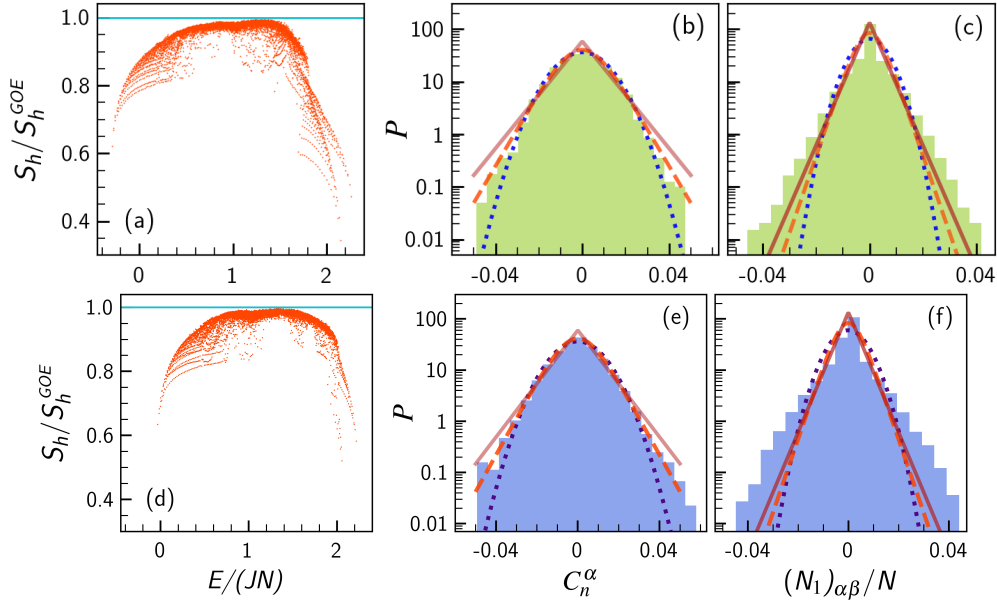 S_h/S_h^{GOE}
1.0
0.8
0.6
0.4
(a)
0 1 2
P
100
10
1
0.1
0.01
(b)
-0.04 0 0.04
(c)
-0.04 0 0.04
S_h/S_h^{GOE}
1.0
0.8
0.6
0.4
(d)
0 1 2
E/(JN)
P
100
10
1
0.1
0.01
(e)
-0.04 0 0.04
C_n^α
(f)
-0.04 0 0.04
(N_1)_{αβ}/N